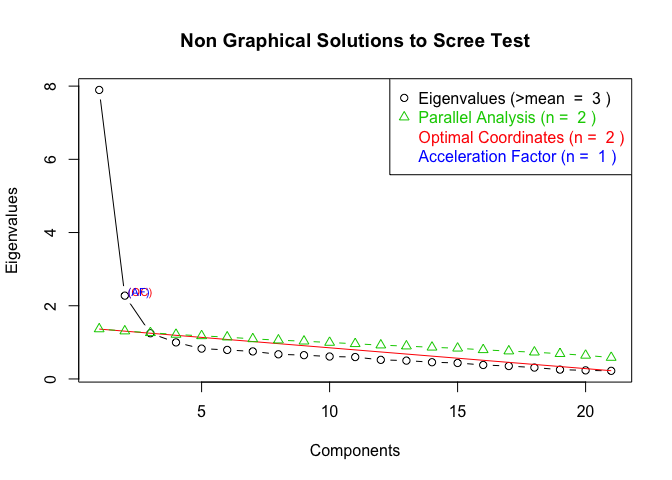 Non Graphical Solutions to Scree Test
Eigenvalues (>mean = 3 )
Parallel Analysis (n = 2 )
Optimal Coordinates (n = 2 )
Acceleration Factor (n = 1 )
Eigenvalues
8
6
4
2
0
(AF)
5
10
15
20
Components